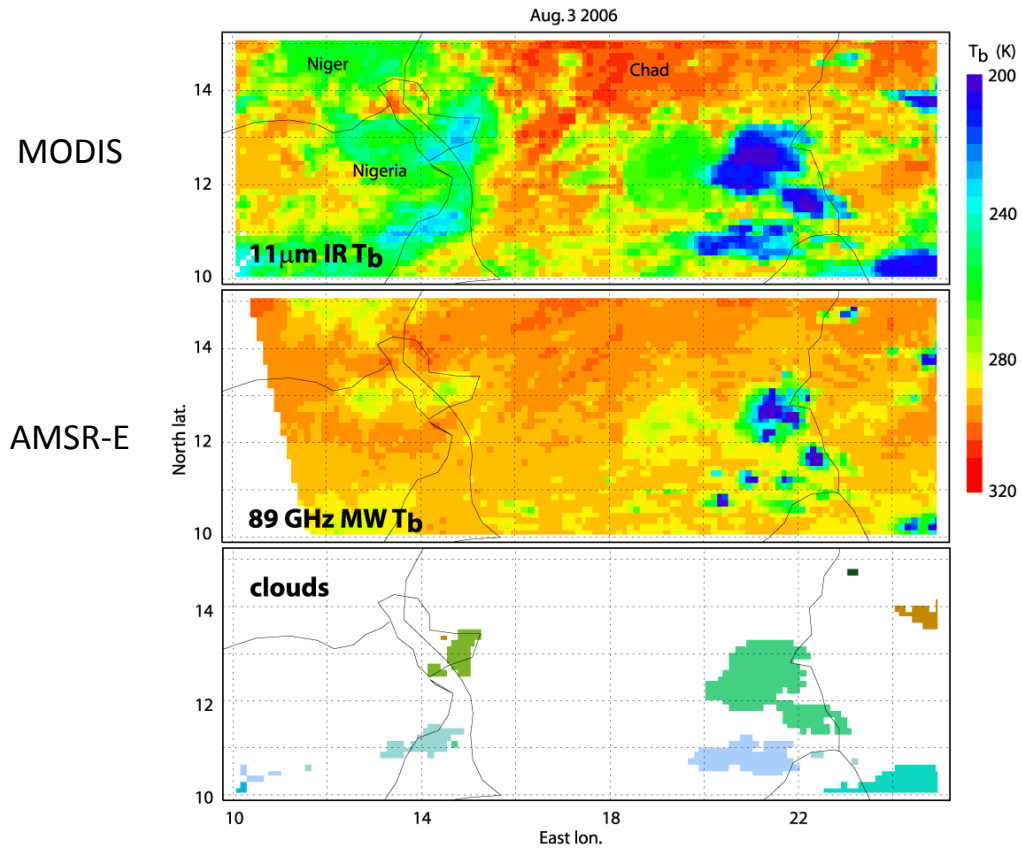 Aug. 3 2006
MODIS
Niger
Chad
Nigeria
11μm IR Tb
14
12
10
Tb (K)
200
240
280
320
AMSR-E
North lat.
89 GHz MW Tb
14
12
10
clouds
14
12
10
10
14
18
22
East lon.